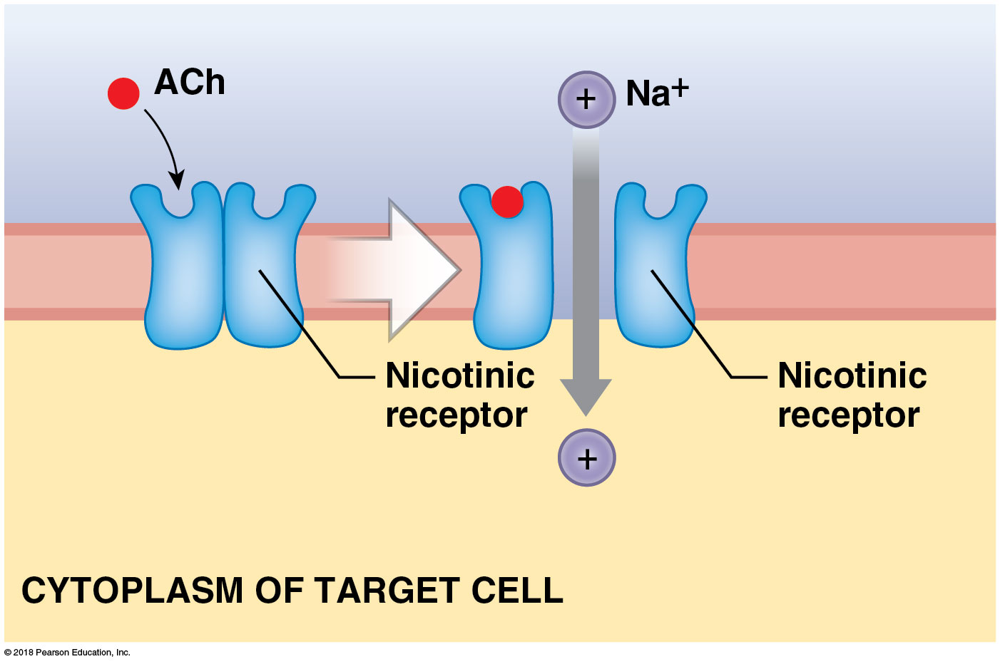 ACh
+
Na⁺
Nicotinic
receptor
Nicotinic
receptor
+
CYTOPLASM OF TARGET CELL
© 2018 Pearson Education, Inc.